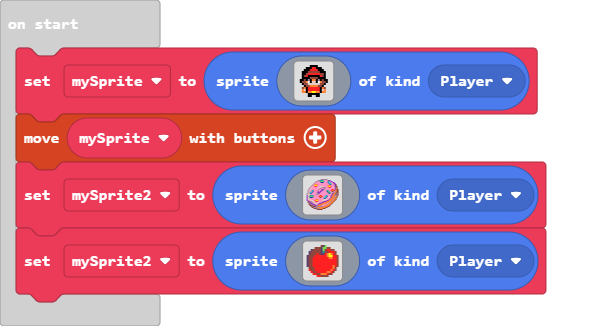 on start
set mySprite to sprite of kind Player
move mySprite with buttons
set mySprite2 to sprite of kind Player
set mySprite2 to sprite of kind Player